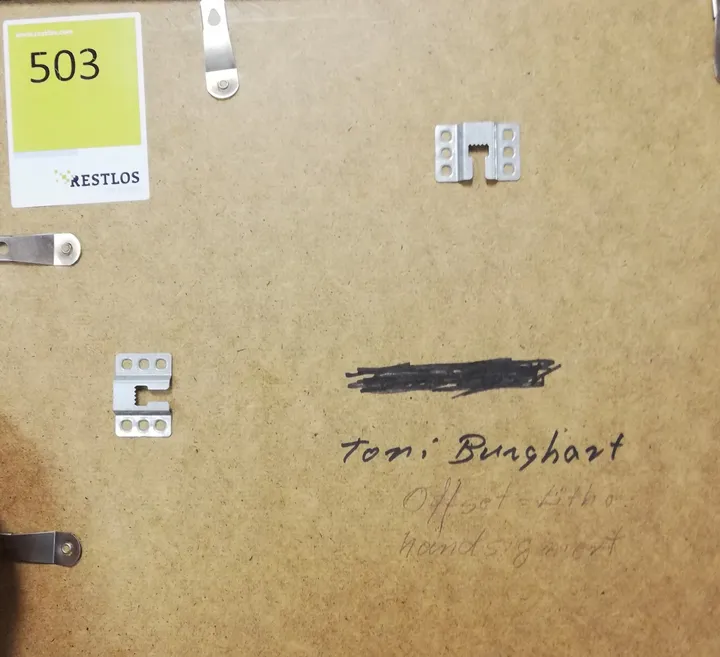 503
RESTLOS
Toni Burghart
Offset-Litho
handsigniert